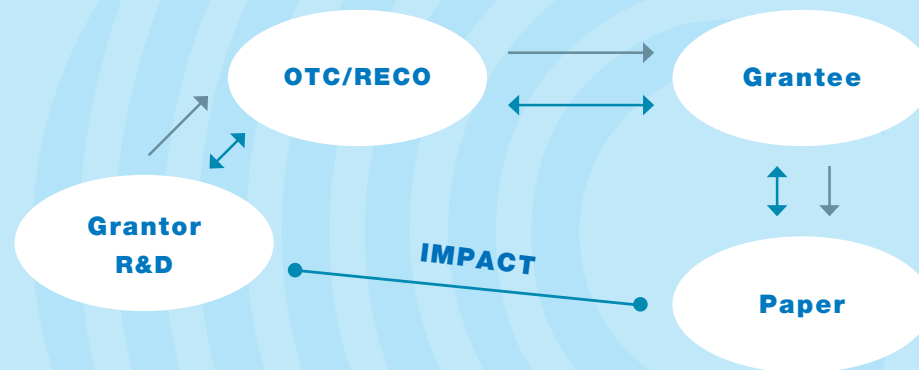 OTC/RECO
Grantee
Grantor
R&D
IMPACT
Paper